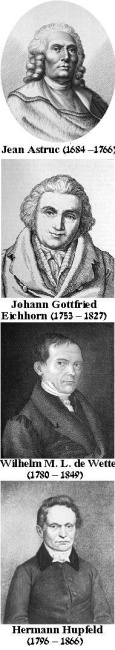 Jean Astruc (1684 –1766)
Johann Gottfried
Eichhorn (1753 – 1827)
Wilhelm M. L. de Wette
(1780 – 1849)
Hermann Hupfeld
(1796 – 1866)